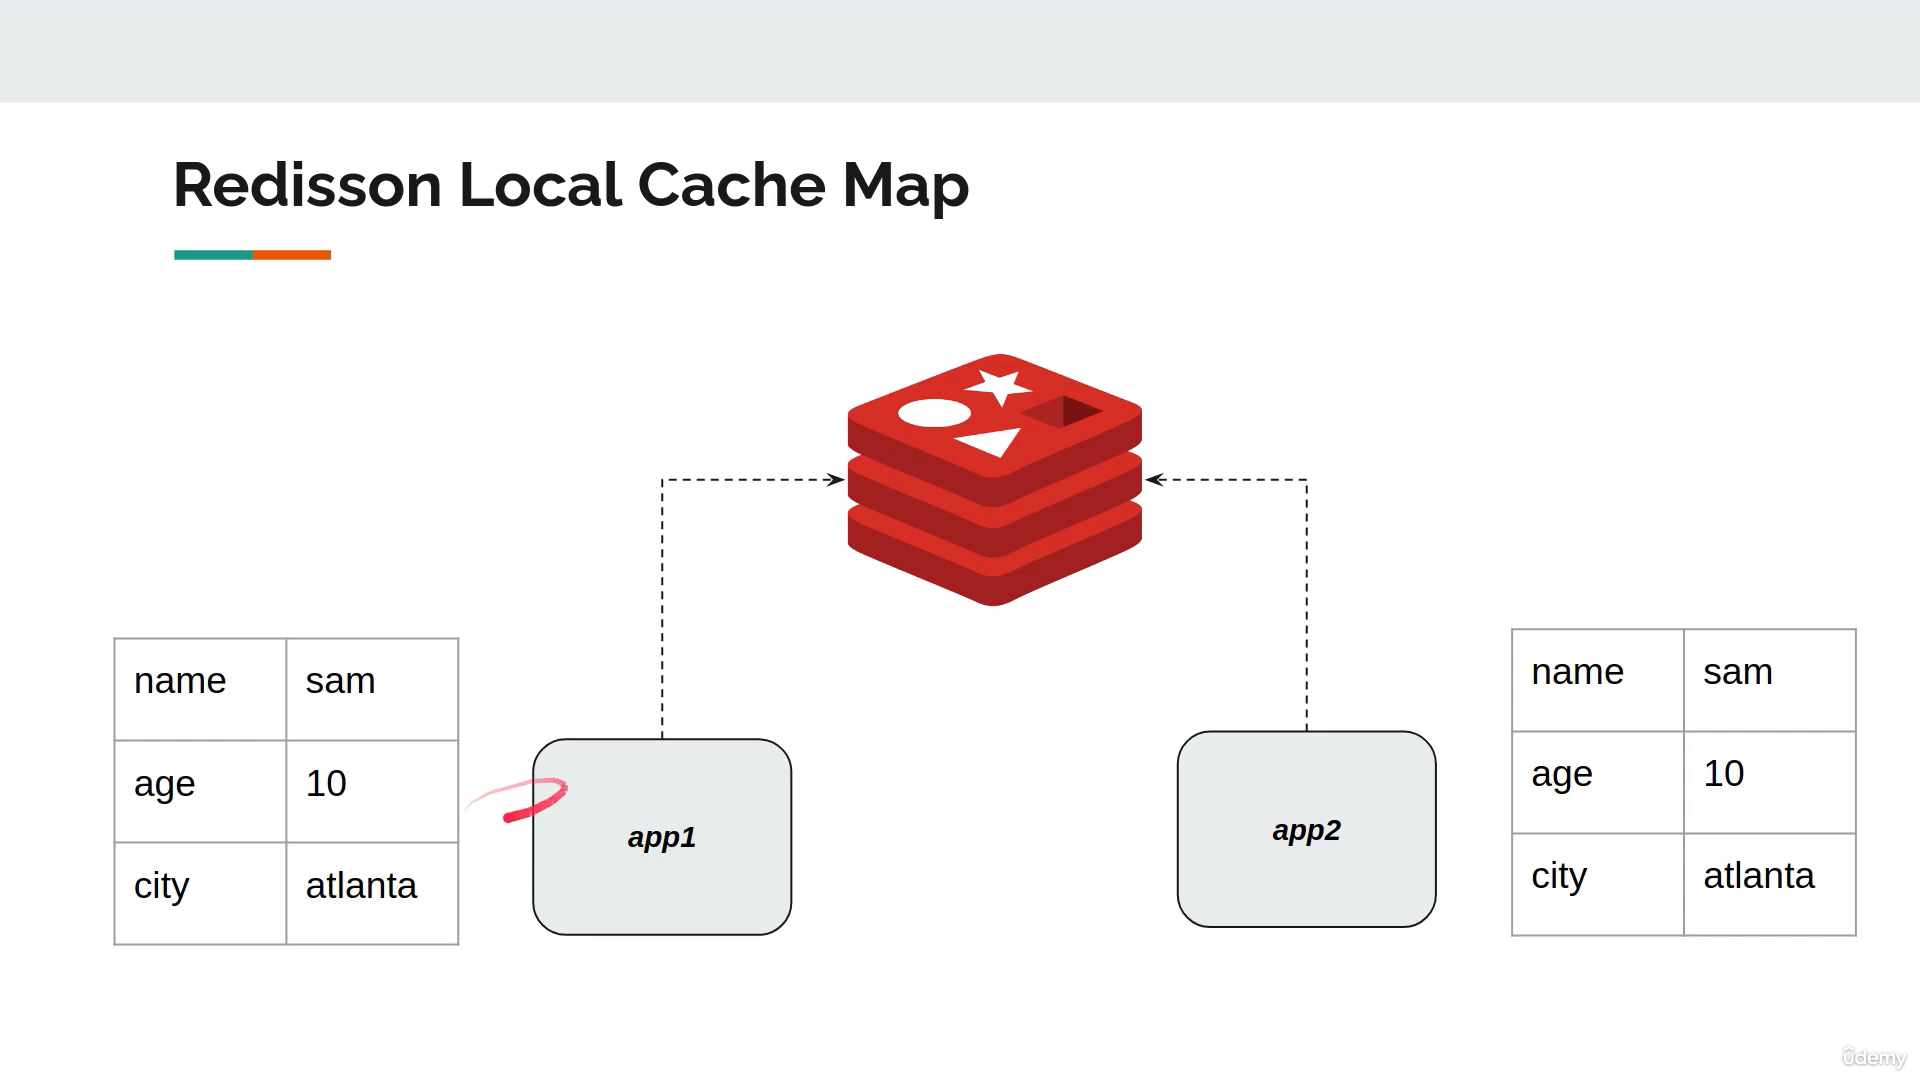 Redisson Local Cache Map
name sam
age 10
city atlanta
app1
app2
name sam
age 10
city atlanta
ûdemy